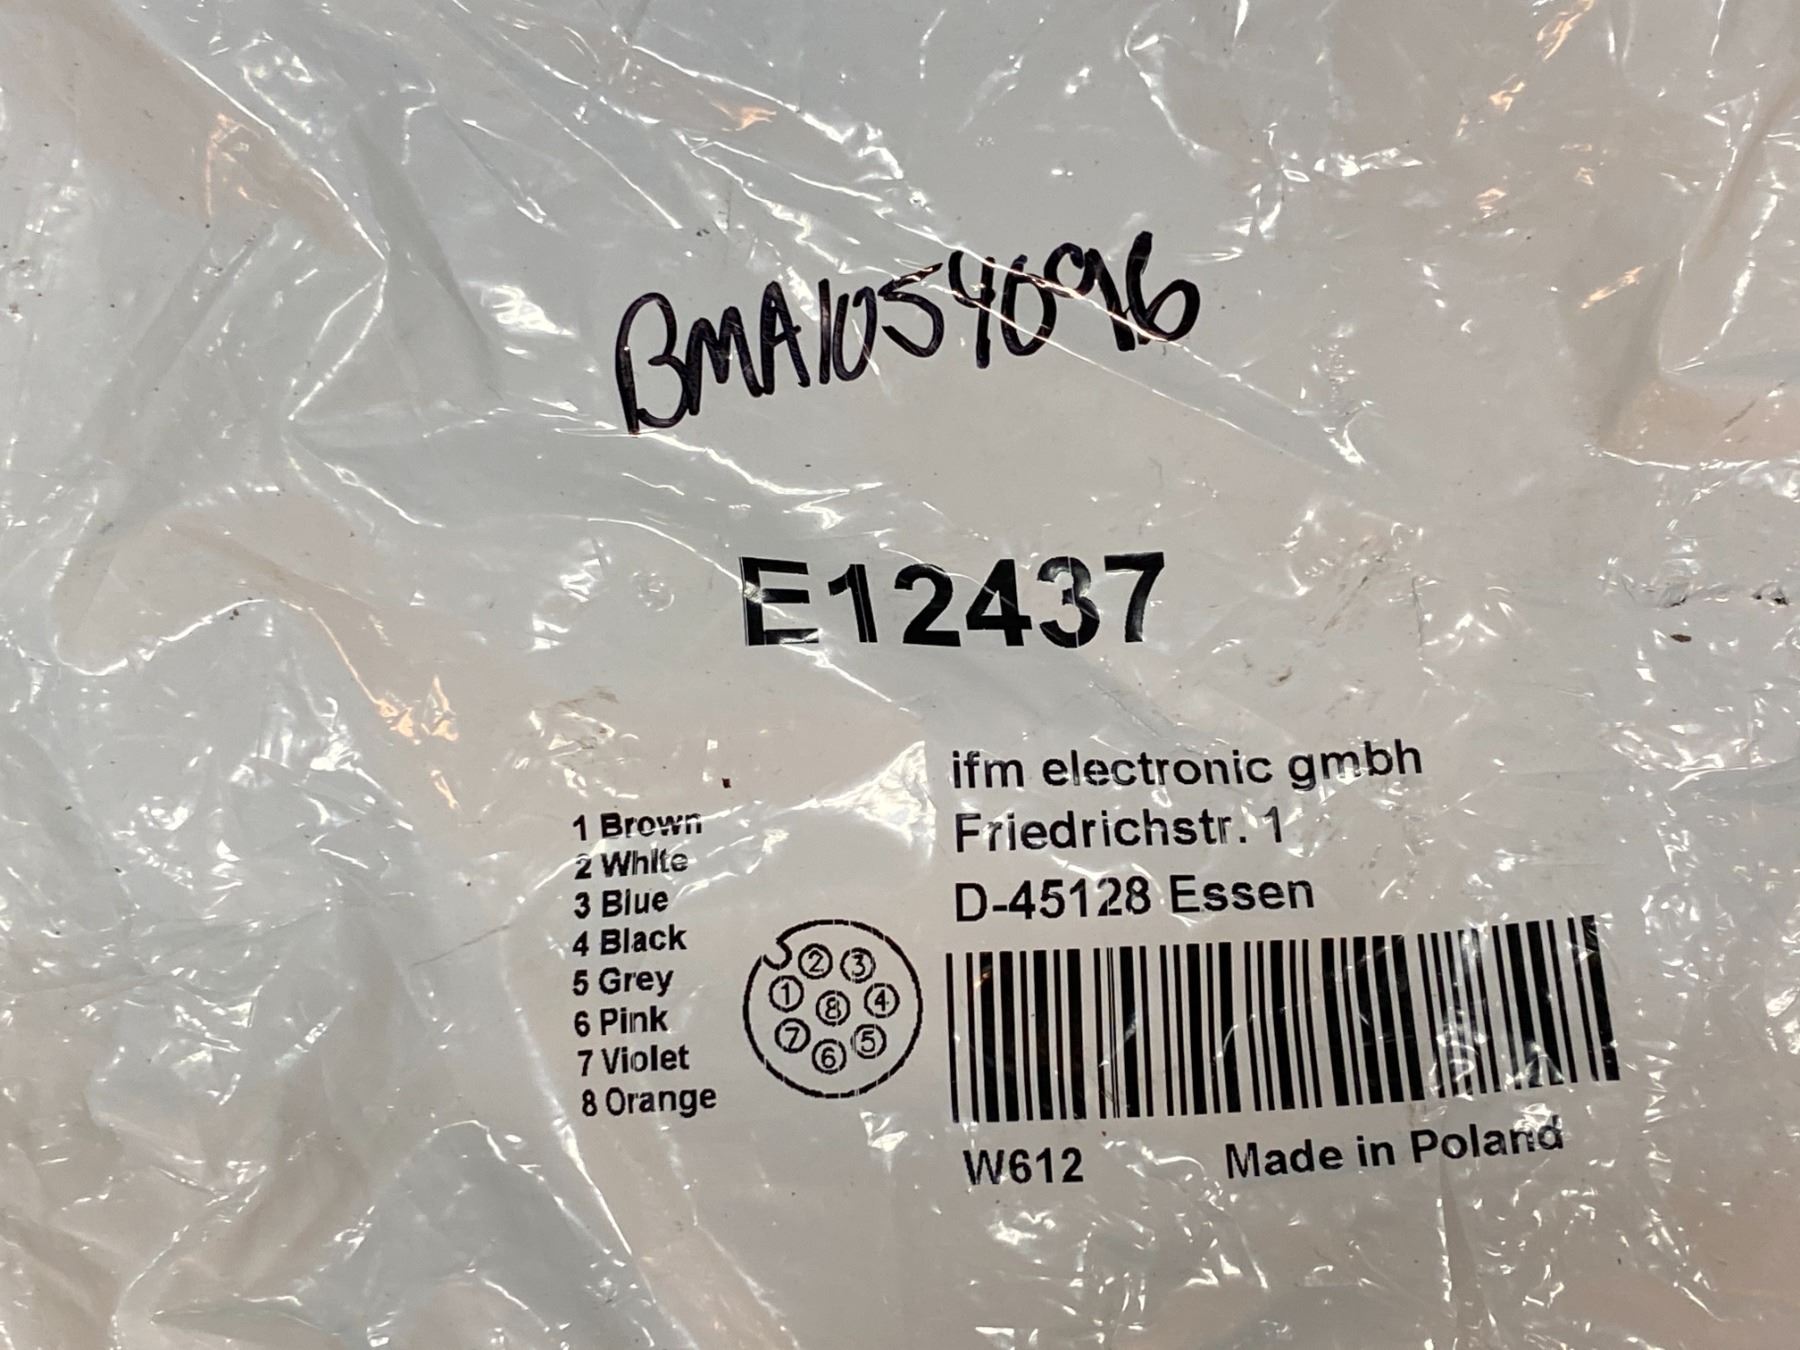 BMA1054096
E12437
ifm electronic gmbh
Friedrichstr. 1
D-45128 Essen
1 Brown
2 White
3 Blue
4 Black
5 Grey
6 Pink
7 Violet
8 Orange
2 3
1 8 4
7 6 5
W612 Made in Poland